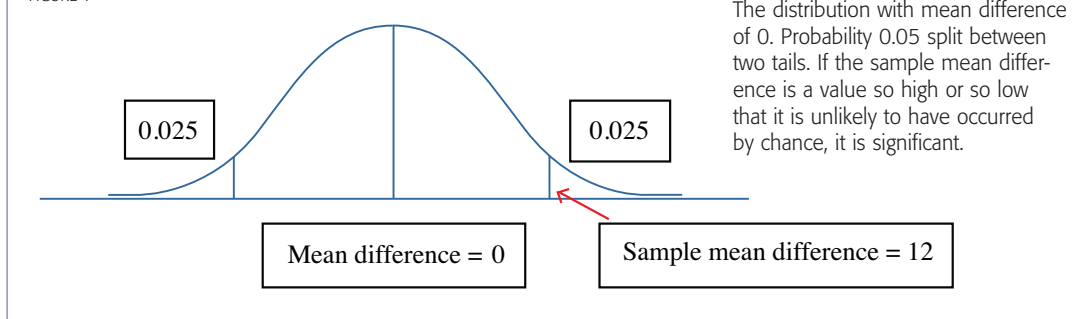 The distribution with mean difference
of 0. Probability 0.05 split between
two tails. If the sample mean differ-
ence is a value so high or so low
that it is unlikely to have occurred
by chance, it is significant.
0.025
0.025
Mean difference = 0
Sample mean difference = 12